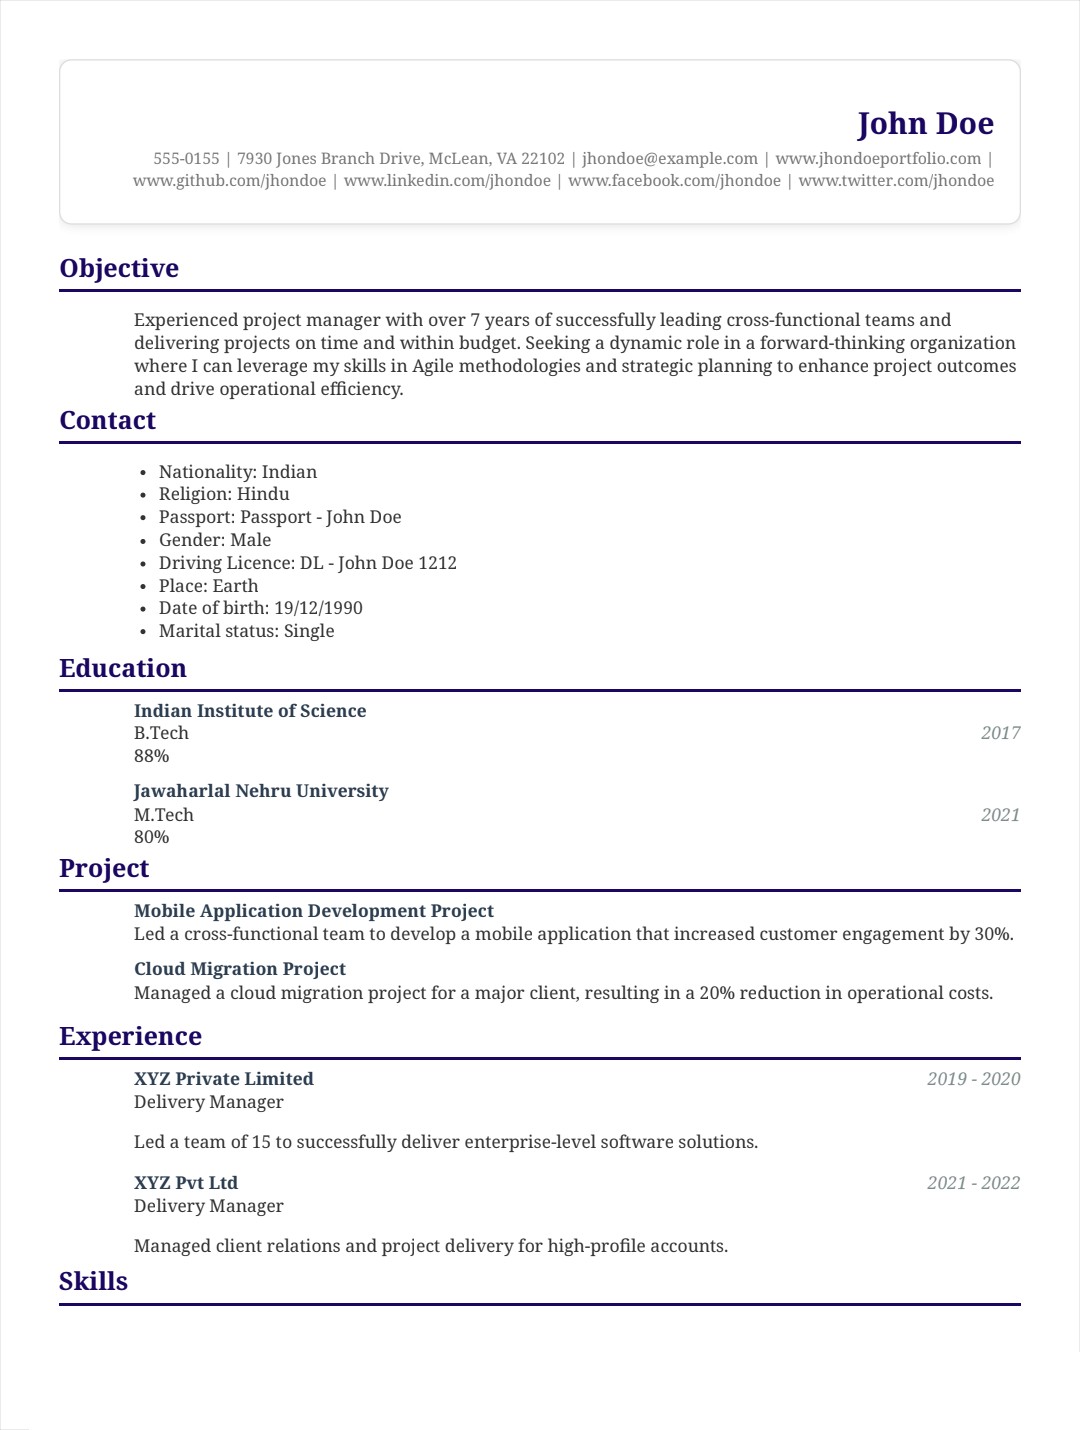 John Doe
555-0155 | 7930 Jones Branch Drive, McLean, VA 22102 | jhondoe@example.com | www.jhondoeportfolio.com |
www.github.com/jhondoe | www.linkedin.com/jhondoe | www.facebook.com/jhondoe | www.twitter.com/jhondoe
Objective
Experienced project manager with over 7 years of successfully leading cross-functional teams and
delivering projects on time and within budget. Seeking a dynamic role in a forward-thinking organization
where I can leverage my skills in Agile methodologies and strategic planning to enhance project outcomes
and drive operational efficiency.
Contact
• Nationality: Indian
• Religion: Hindu
• Passport: Passport - John Doe
• Gender: Male
• Driving Licence: DL - John Doe 1212
• Place: Earth
• Date of birth: 19/12/1990
• Marital status: Single
Education
Indian Institute of Science
B.Tech 2017
88%
Jawaharlal Nehru University
M.Tech 2021
80%
Project
Mobile Application Development Project
Led a cross-functional team to develop a mobile application that increased customer engagement by 30%.
Cloud Migration Project
Managed a cloud migration project for a major client, resulting in a 20% reduction in operational costs.
Experience
XYZ Private Limited 2019 - 2020
Delivery Manager
Led a team of 15 to successfully deliver enterprise-level software solutions.
XYZ Pvt Ltd 2021 - 2022
Delivery Manager
Managed client relations and project delivery for high-profile accounts.
Skills